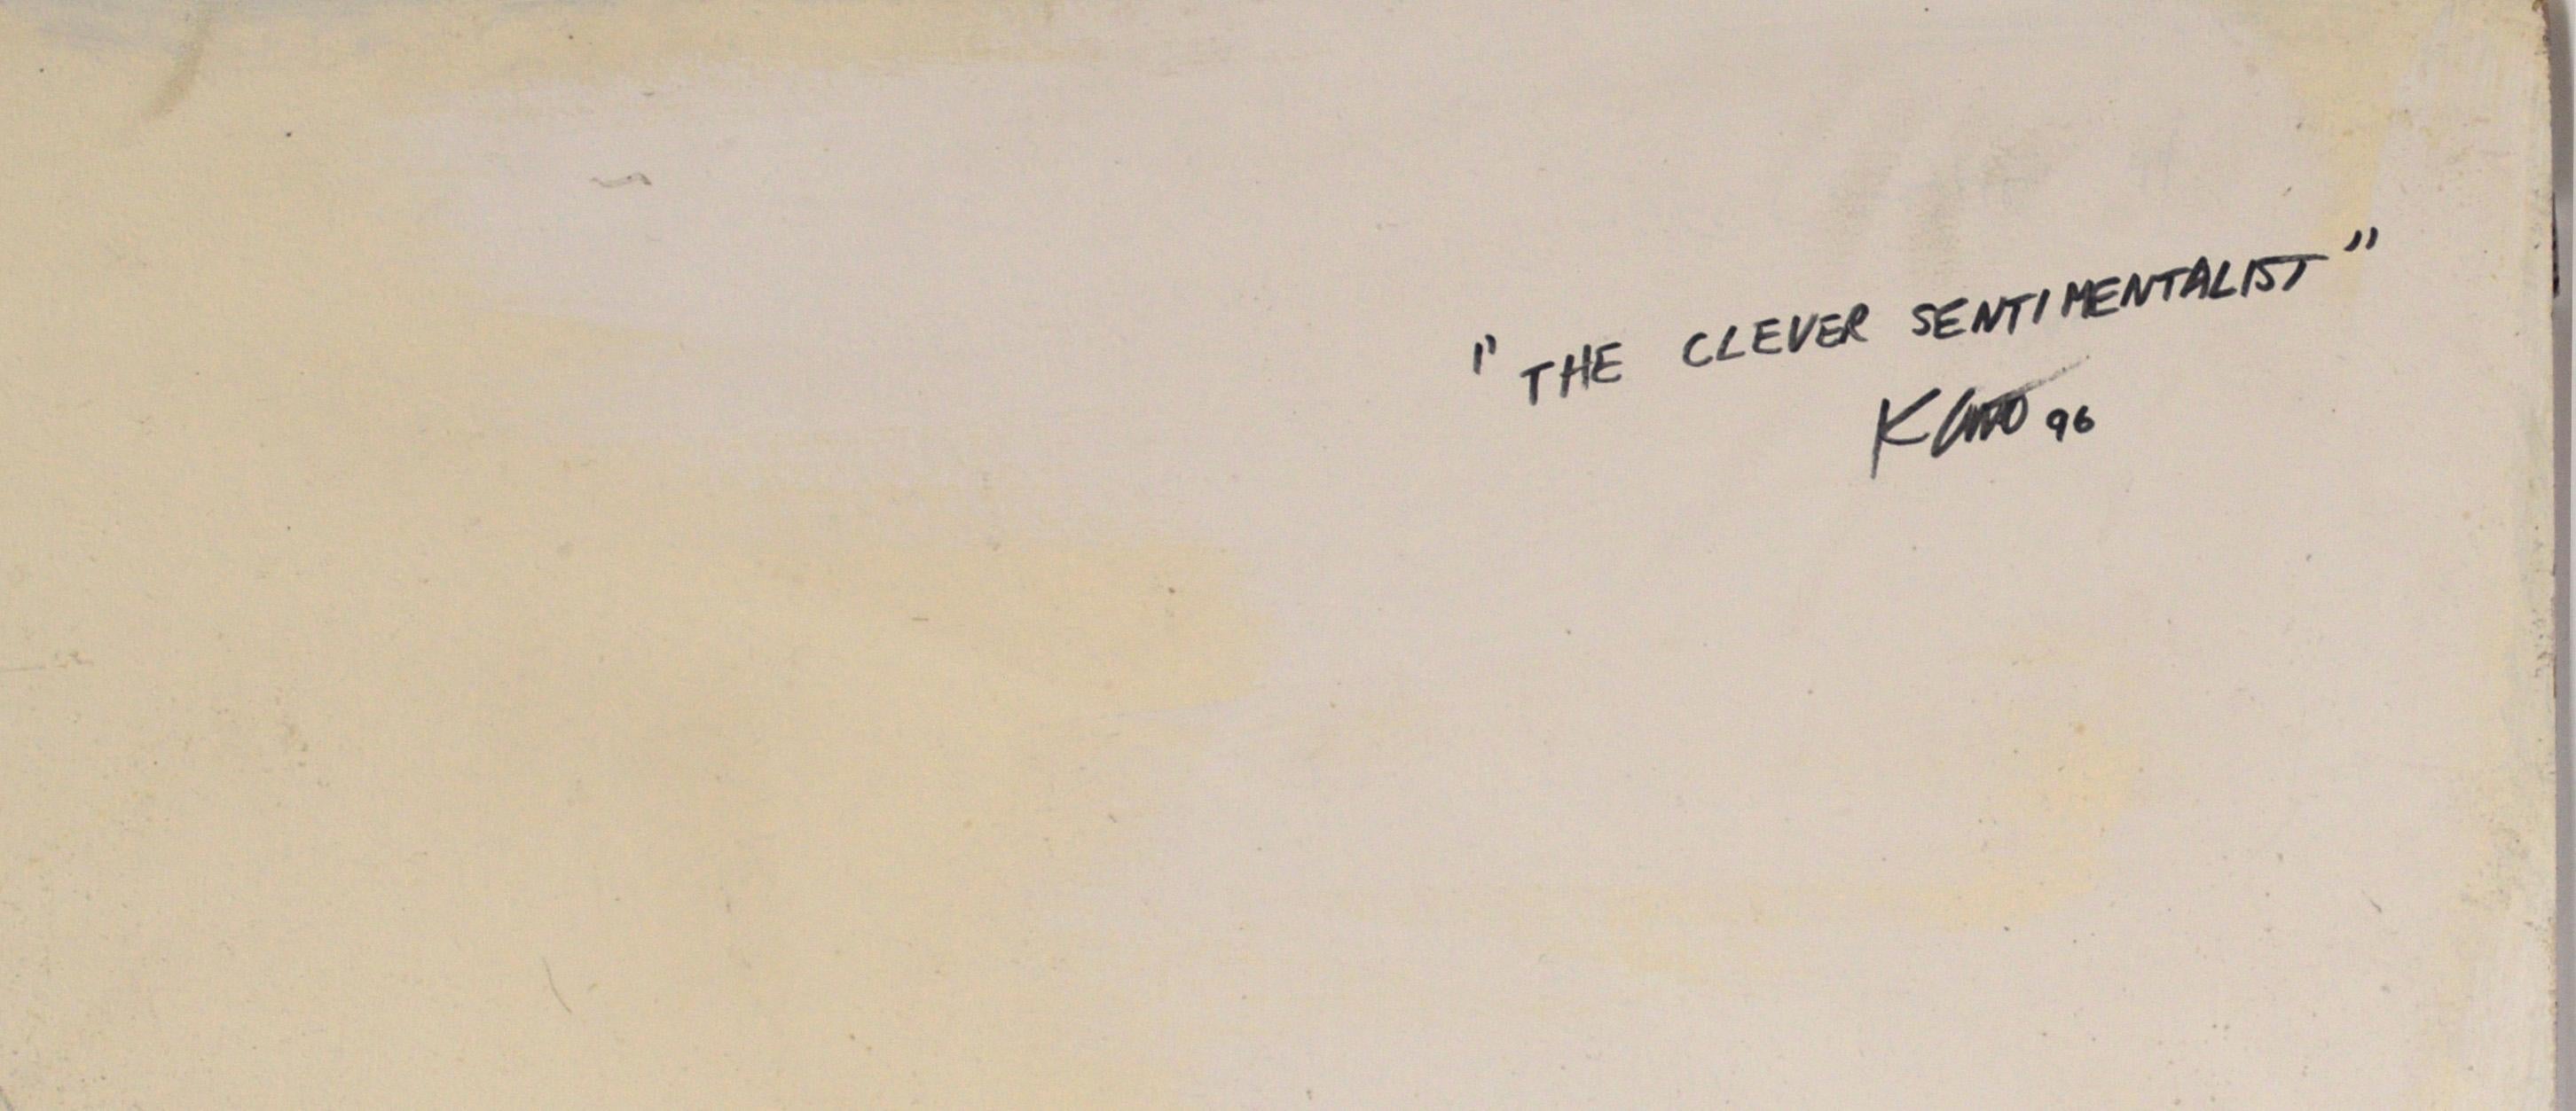 "THE CLEVER SENTIMENTALIST"
96